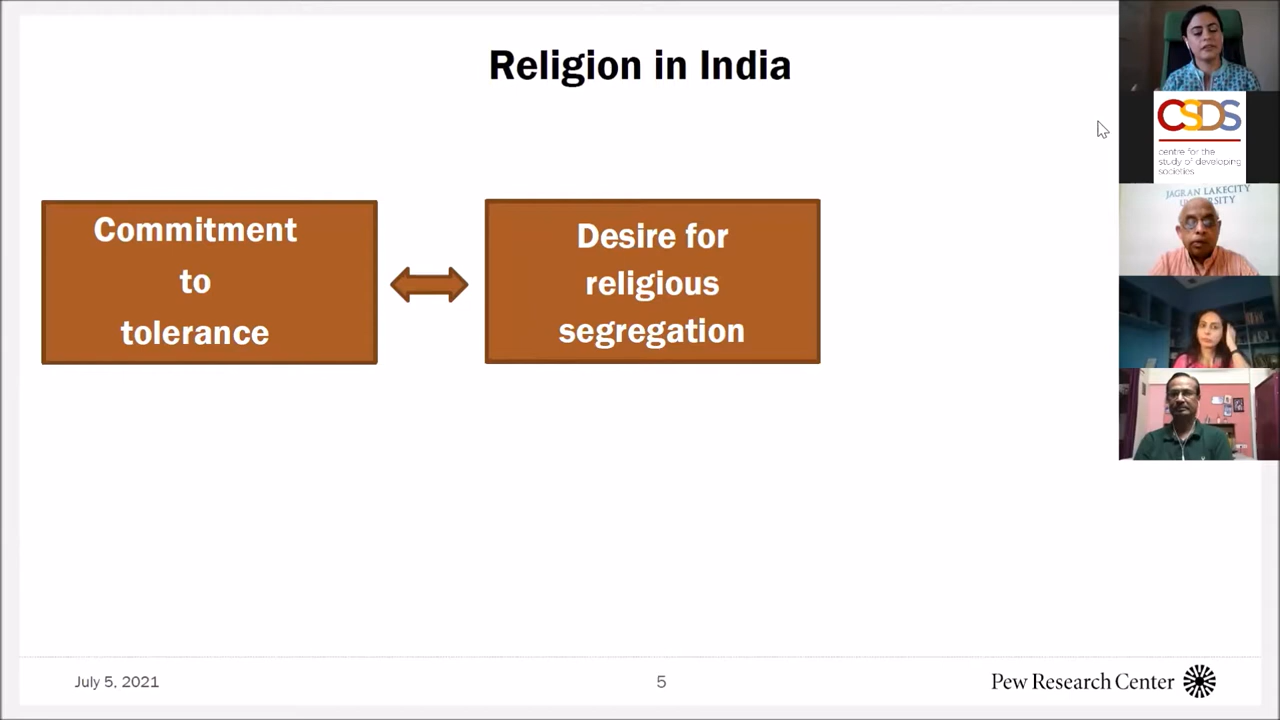 Religion in India
Commitment
to
tolerance
Desire for
religious
segregation
July 5, 2021
5
Pew Research Center
CSDS
centre for the
study of developing
societies
JAGRAN LAKECITY
UNIVERSITY